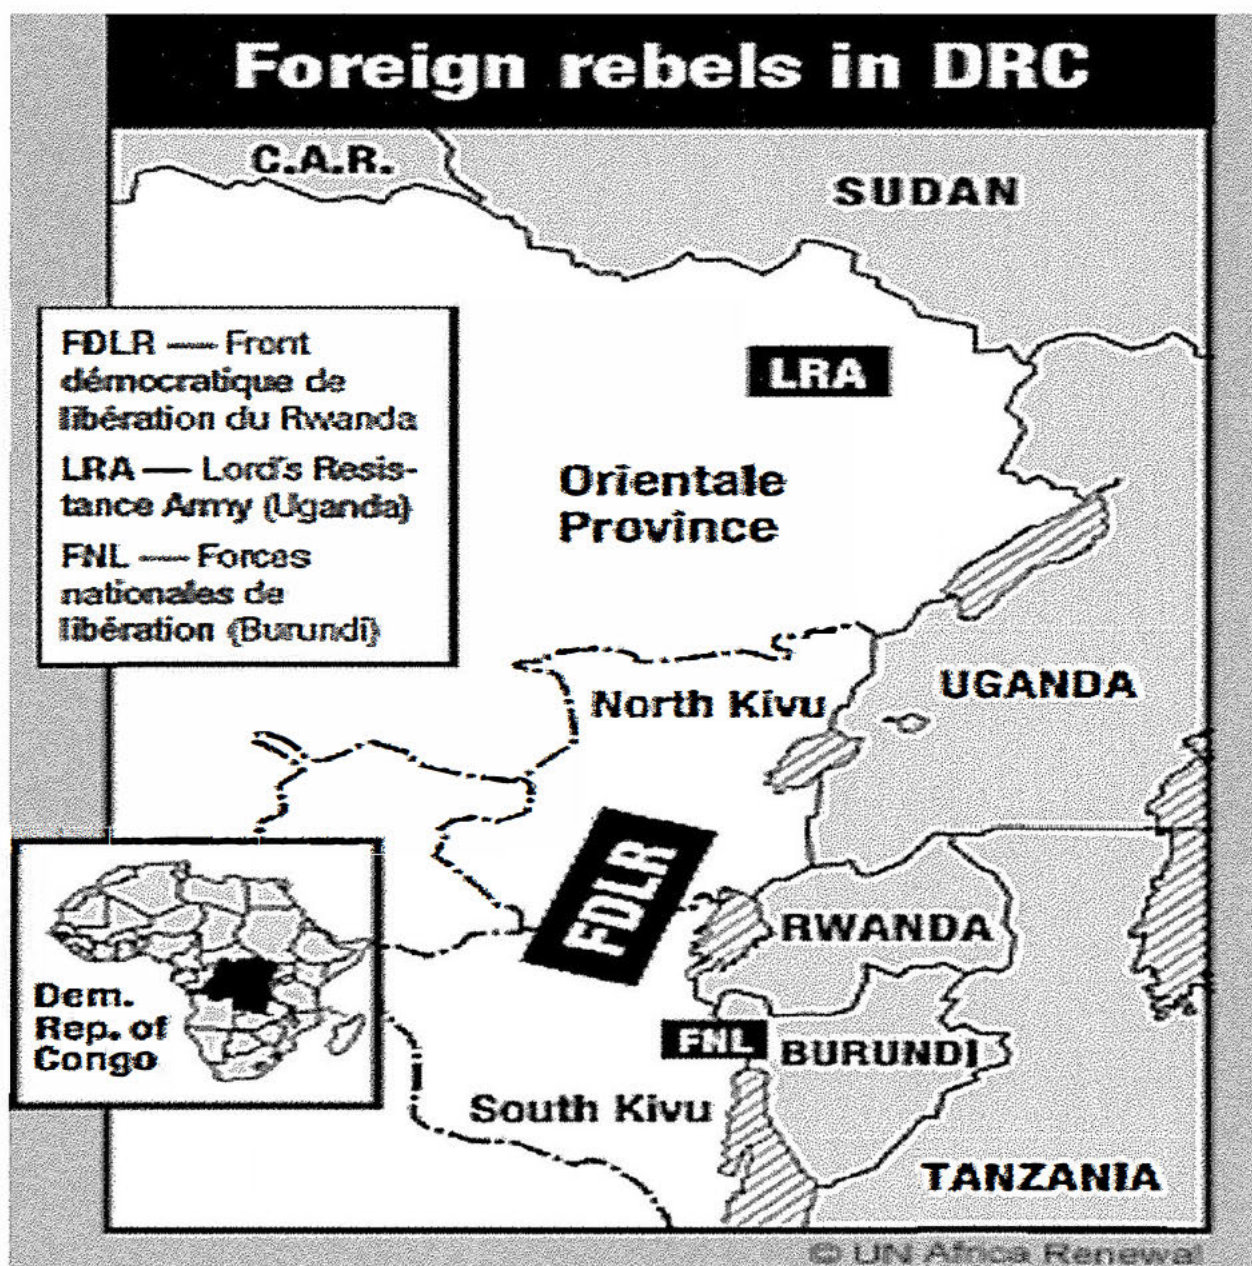 Foreign rebels in DRC
C.A.R.
SUDAN
FDLR — Front
démocratique de
libération du Rwanda
LRA — Lord's Resis-
tance Army (Uganda)
FNL — Forces
nationales de
libération (Burundi)
LRA
Orientale
Province
North Kivu
UGANDA
FDLR
RWANDA
Dem.
Rep. of
Congo
FNL
BURUNDI
South Kivu
TANZANIA
© UN Africa Renewal